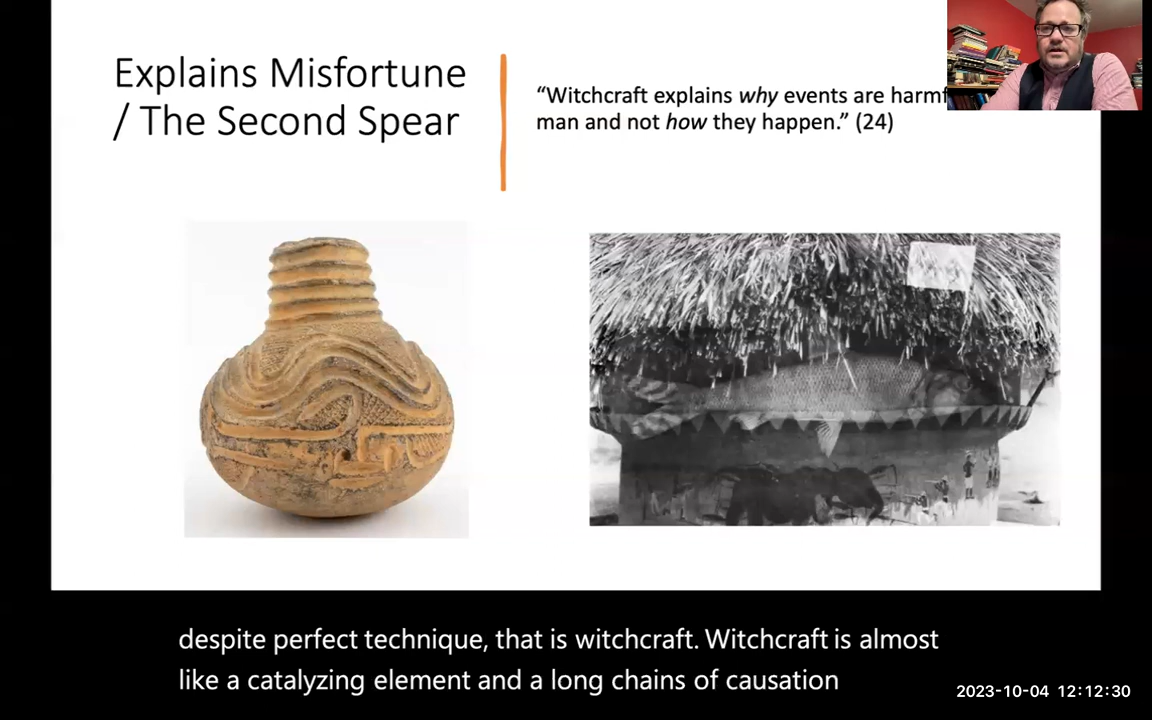 Explains Misfortune
/ The Second Spear
“Witchcraft explains why events are harmf
man and not how they happen.” (24)
despite perfect technique, that is witchcraft. Witchcraft is almost
like a catalyzing element and a long chains of causation
2023-10-04 12:12:30